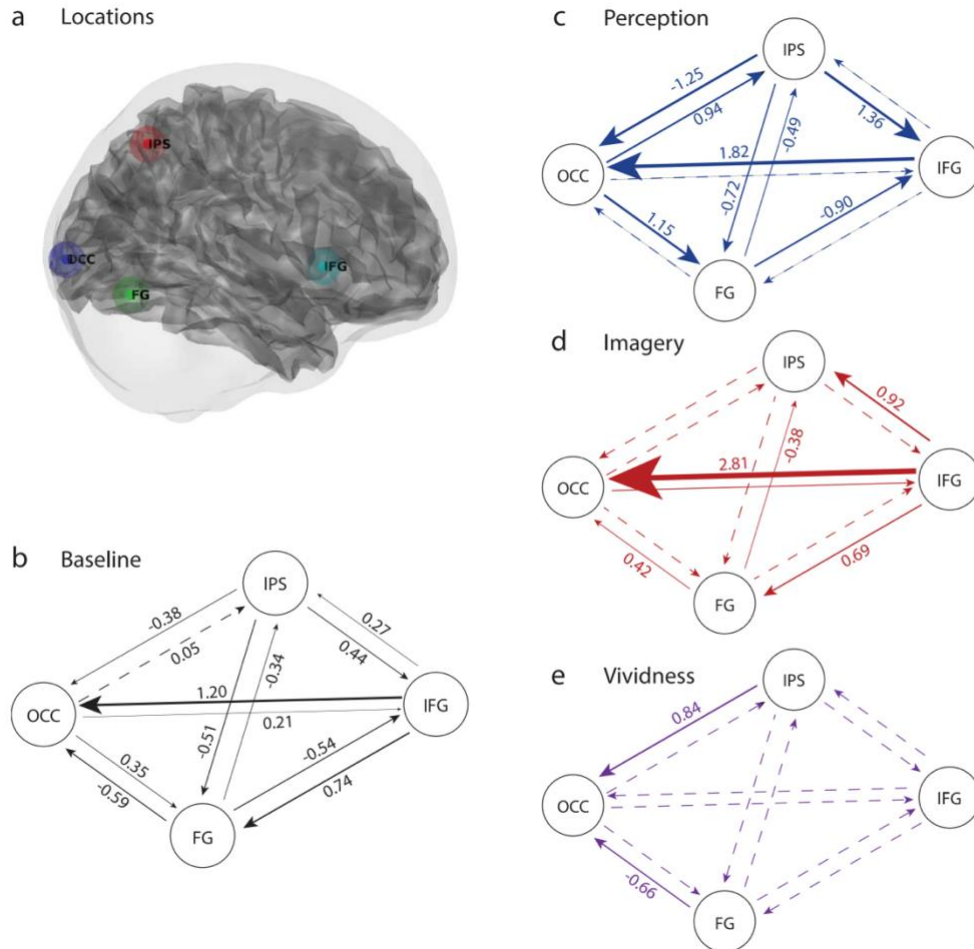 a Locations
IPS
OCC
FG
IFG
b Baseline
IPS
-0.38
0.05
0.27
0.44
-0.34
1.20
OCC
IFG
0.21
-0.51
-0.54
0.35
-0.59
0.74
FG
c Perception
IPS
-1.25
0.94
-0.49
1.36
1.82
OCC
IFG
-0.72
-0.90
1.15
FG
d Imagery
IPS
0.92
-0.38
2.81
OCC
IFG
0.42
0.69
FG
e Vividness
IPS
0.84
OCC
IFG
-0.66
FG